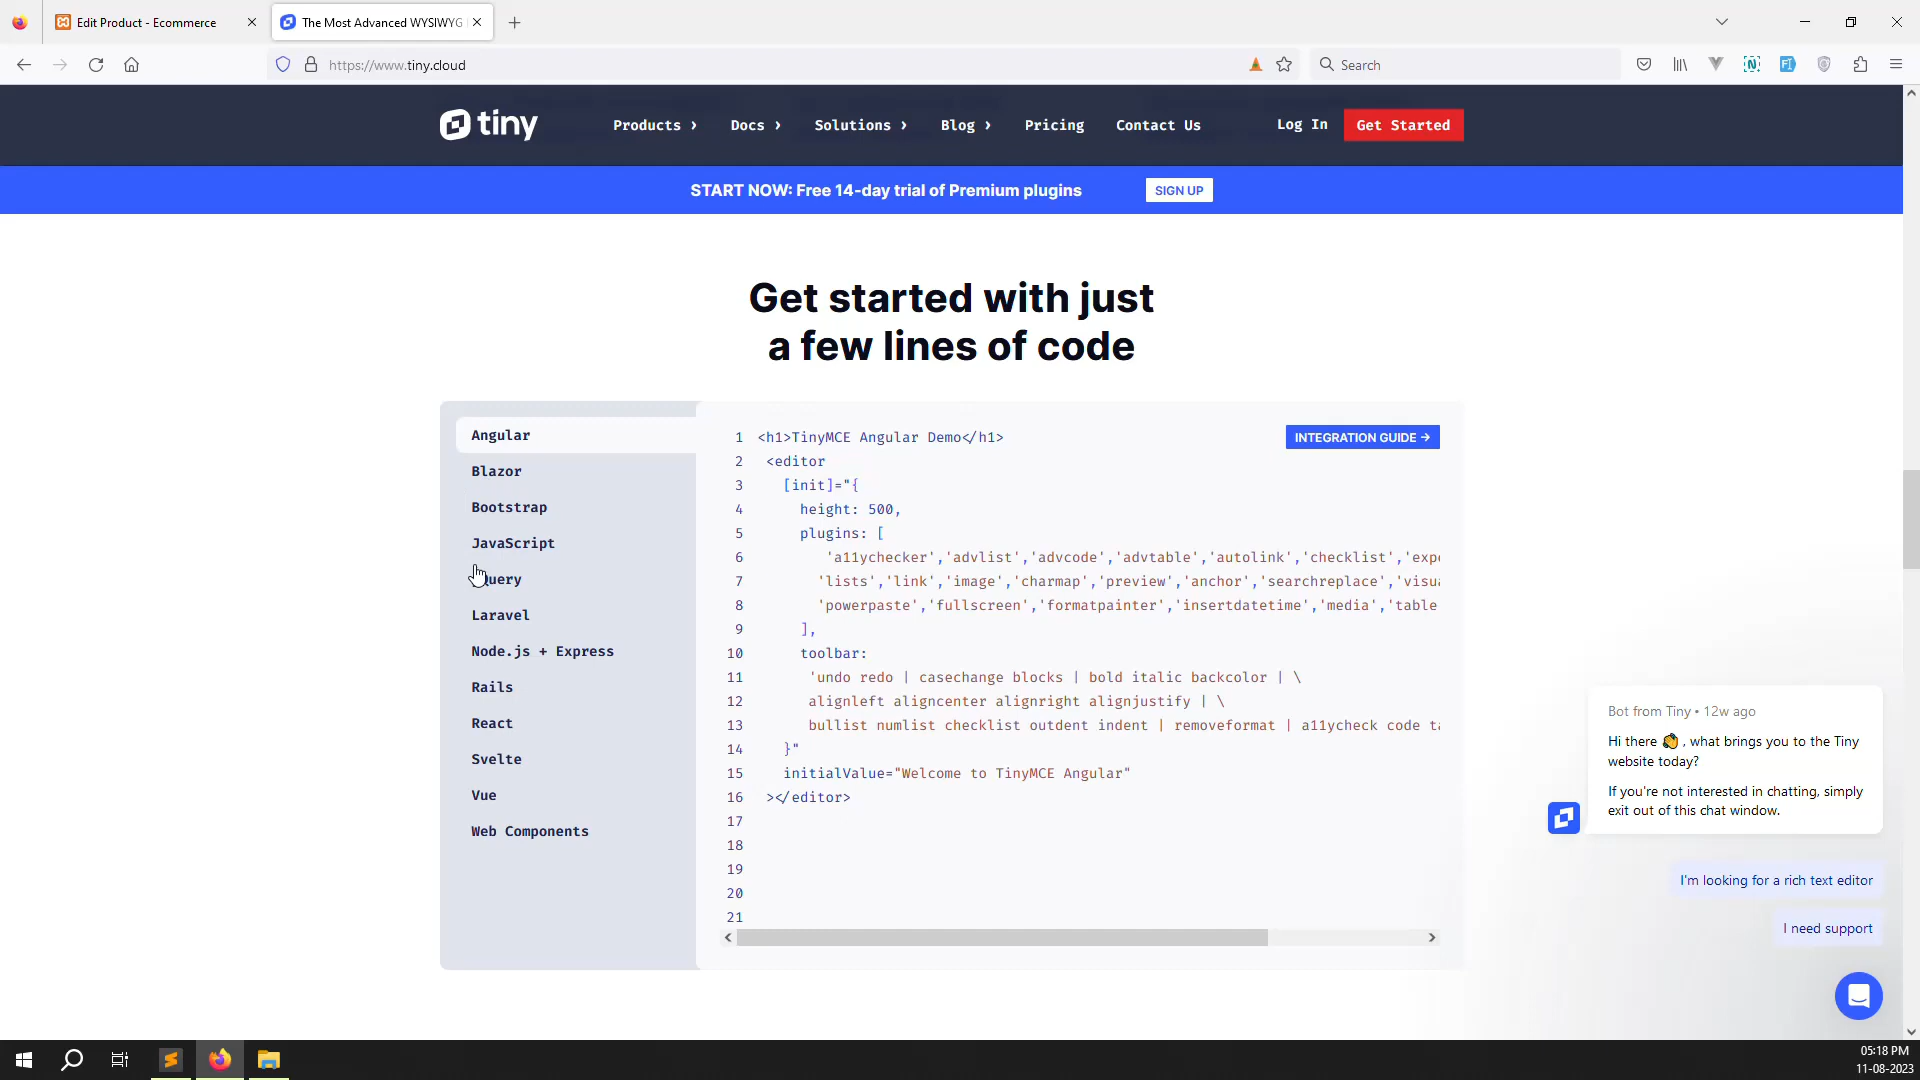 Edit Product - Ecommerce
The Most Advanced WYSIWYG
https://www.tiny.cloud
Search
tiny
Products
Docs
Solutions
Blog
Pricing
Contact Us
Log In
Get Started
START NOW: Free 14-day trial of Premium plugins
SIGN UP
Get started with just
a few lines of code
Angular
Blazor
Bootstrap
JavaScript
Laravel
Node.js + Express
Rails
React
Svelte
Vue
Web Components
INTEGRATION GUIDE →
1 <h1>TinyMCE Angular Demo</h1>
2 <editor
3 [init]="{
4 height: 500,
5 plugins: [
6 'a11ychecker','advlist','advcode','advtable','autolink','checklist','expo
7 'lists','link','image','charmap','preview','anchor','searchreplace','visua
8 'powerpaste','fullscreen','formatpainter','insertdatetime','media','table
9 ],
10 toolbar:
11 'undo redo | casechange blocks | bold italic backcolor | \
12 alignleft aligncenter alignright alignjustify | \
13 bullist numlist checklist outdent indent | removeformat | a11ycheck code ta
14 }"
15 initialValue="Welcome to TinyMCE Angular"
16 ></editor>
17
18
19
20
21
Bot from Tiny • 12w ago
Hi there 👋 , what brings you to the Tiny
website today?
If you're not interested in chatting, simply
exit out of this chat window.
I'm looking for a rich text editor
I need support
05:18 PM
11-08-2023